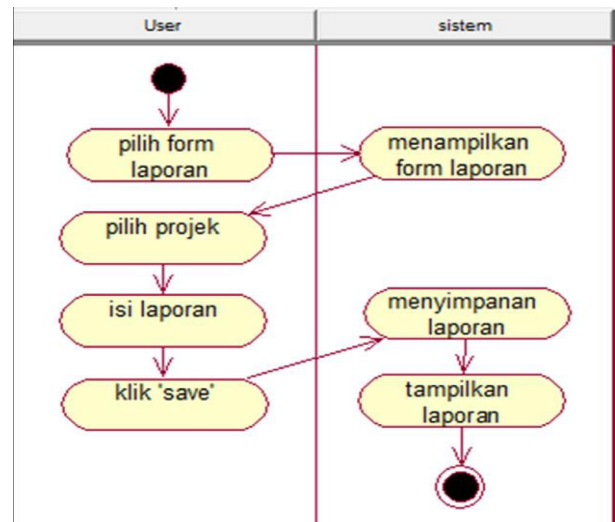 User
sistem
pilih form
laporan
menampilkan
form laporan
pilih projek
isi laporan
menyimpanan
laporan
klik 'save'
tampilkan
laporan